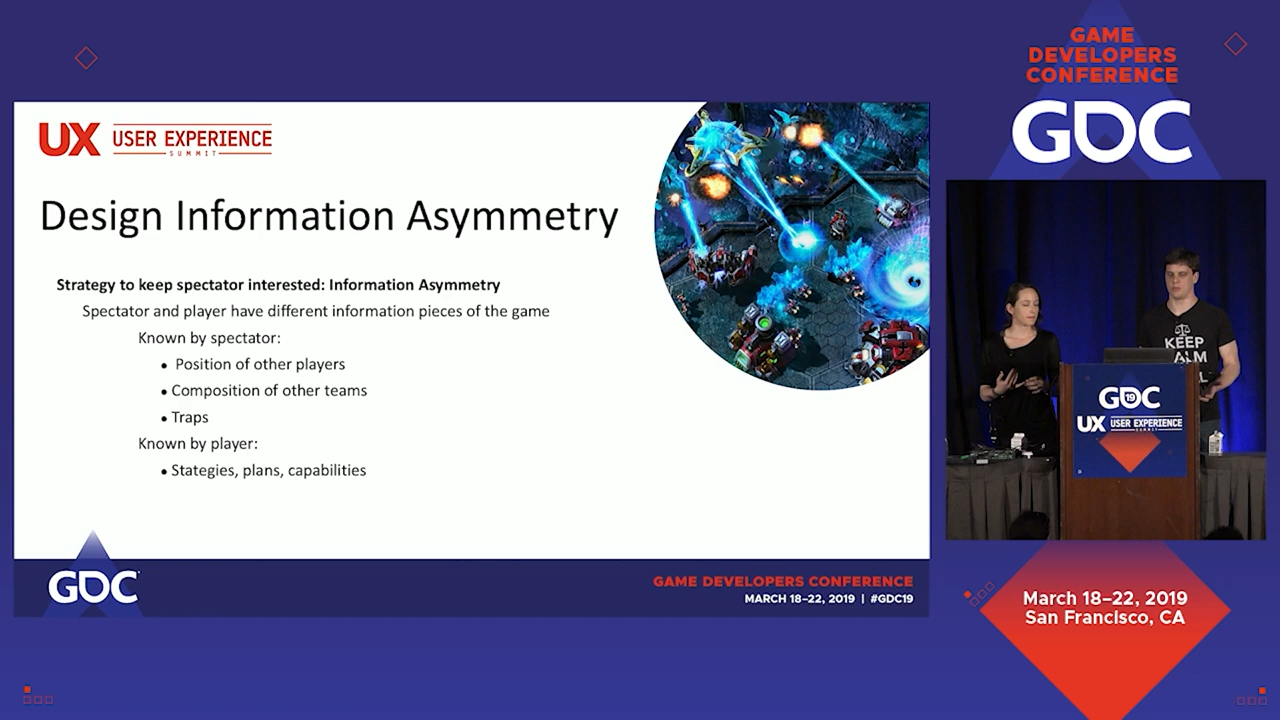 UX USER EXPERIENCE
SUMMIT
Design Information Asymmetry
Strategy to keep spectator interested: Information Asymmetry
Spectator and player have different information pieces of the game
Known by spectator:
• Position of other players
• Composition of other teams
• Traps
Known by player:
• Stategies, plans, capabilities
GDC
GAME DEVELOPERS CONFERENCE
MARCH 18–22, 2019 | #GDC19
GAME
DEVELOPERS
CONFERENCE
GDC
KEEP
GDC
19
UX USER EXPERIENCE
SUMMIT
March 18–22, 2019
San Francisco, CA